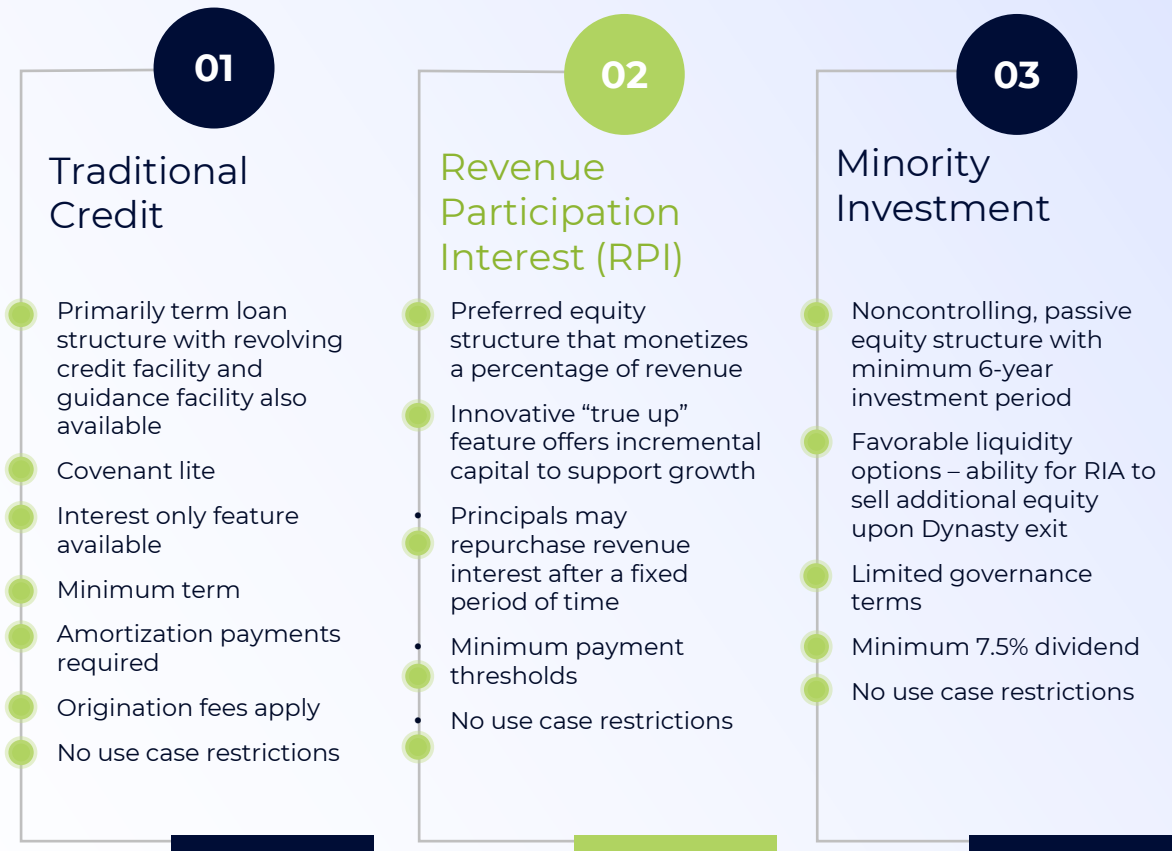 01
Traditional
Credit
Primarily term loan
structure with revolving
credit facility and
guidance facility also
available
Covenant lite
Interest only feature
available
Minimum term
Amortization payments
required
Origination fees apply
No use case restrictions
02
Revenue
Participation
Interest (RPI)
Preferred equity
structure that monetizes
a percentage of revenue
Innovative “true up”
feature offers incremental
capital to support growth
• Principals may
repurchase revenue
interest after a fixed
period of time
• Minimum payment
thresholds
• No use case restrictions
03
Minority
Investment
Noncontrolling, passive
equity structure with
minimum 6-year
investment period
Favorable liquidity
options – ability for RIA to
sell additional equity
upon Dynasty exit
Limited governance
terms
Minimum 7.5% dividend
No use case restrictions